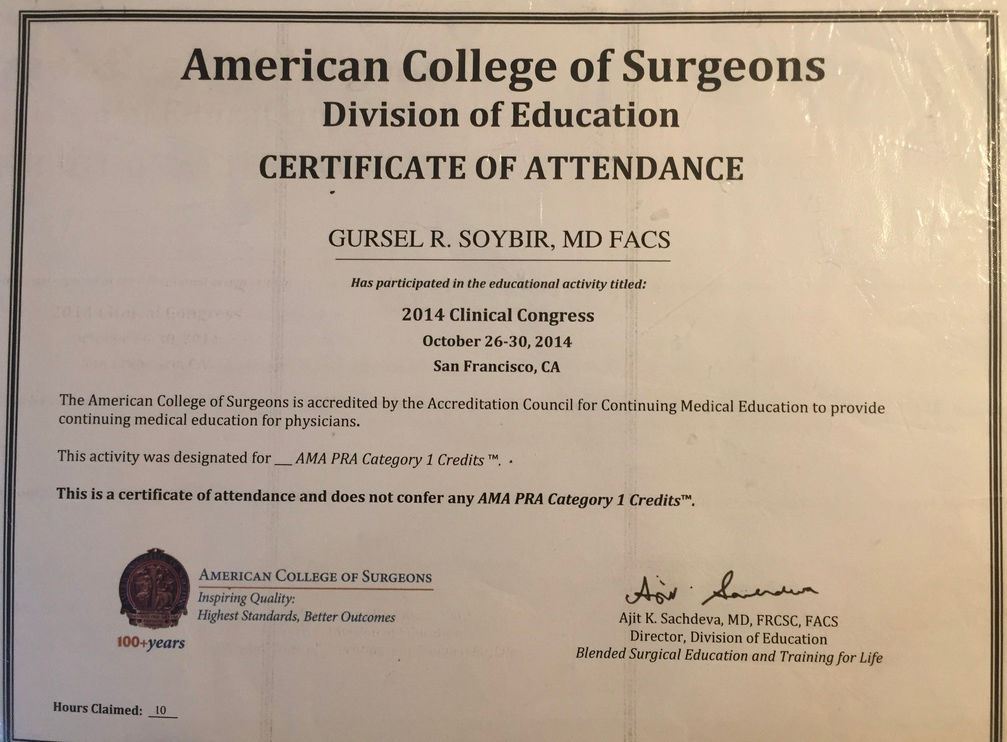 American College of Surgeons
Division of Education
CERTIFICATE OF ATTENDANCE
GURSEL R. SOYBIR, MD FACS
Has participated in the educational activity titled:
2014 Clinical Congress
October 26-30, 2014
San Francisco, CA
The American College of Surgeons is accredited by the Accreditation Council for Continuing Medical Education to provide
continuing medical education for physicians.
This activity was designated for __ AMA PRA Category 1 Credits ™.
This is a certificate of attendance and does not confer any AMA PRA Category 1 Credits™.
AMERICAN COLLEGE OF SURGEONS
Inspiring Quality:
Highest Standards, Better Outcomes
100+years
Ajit K. Sachdeva, MD, FRCSC, FACS
Director, Division of Education
Blended Surgical Education and Training for Life
Hours Claimed: 10